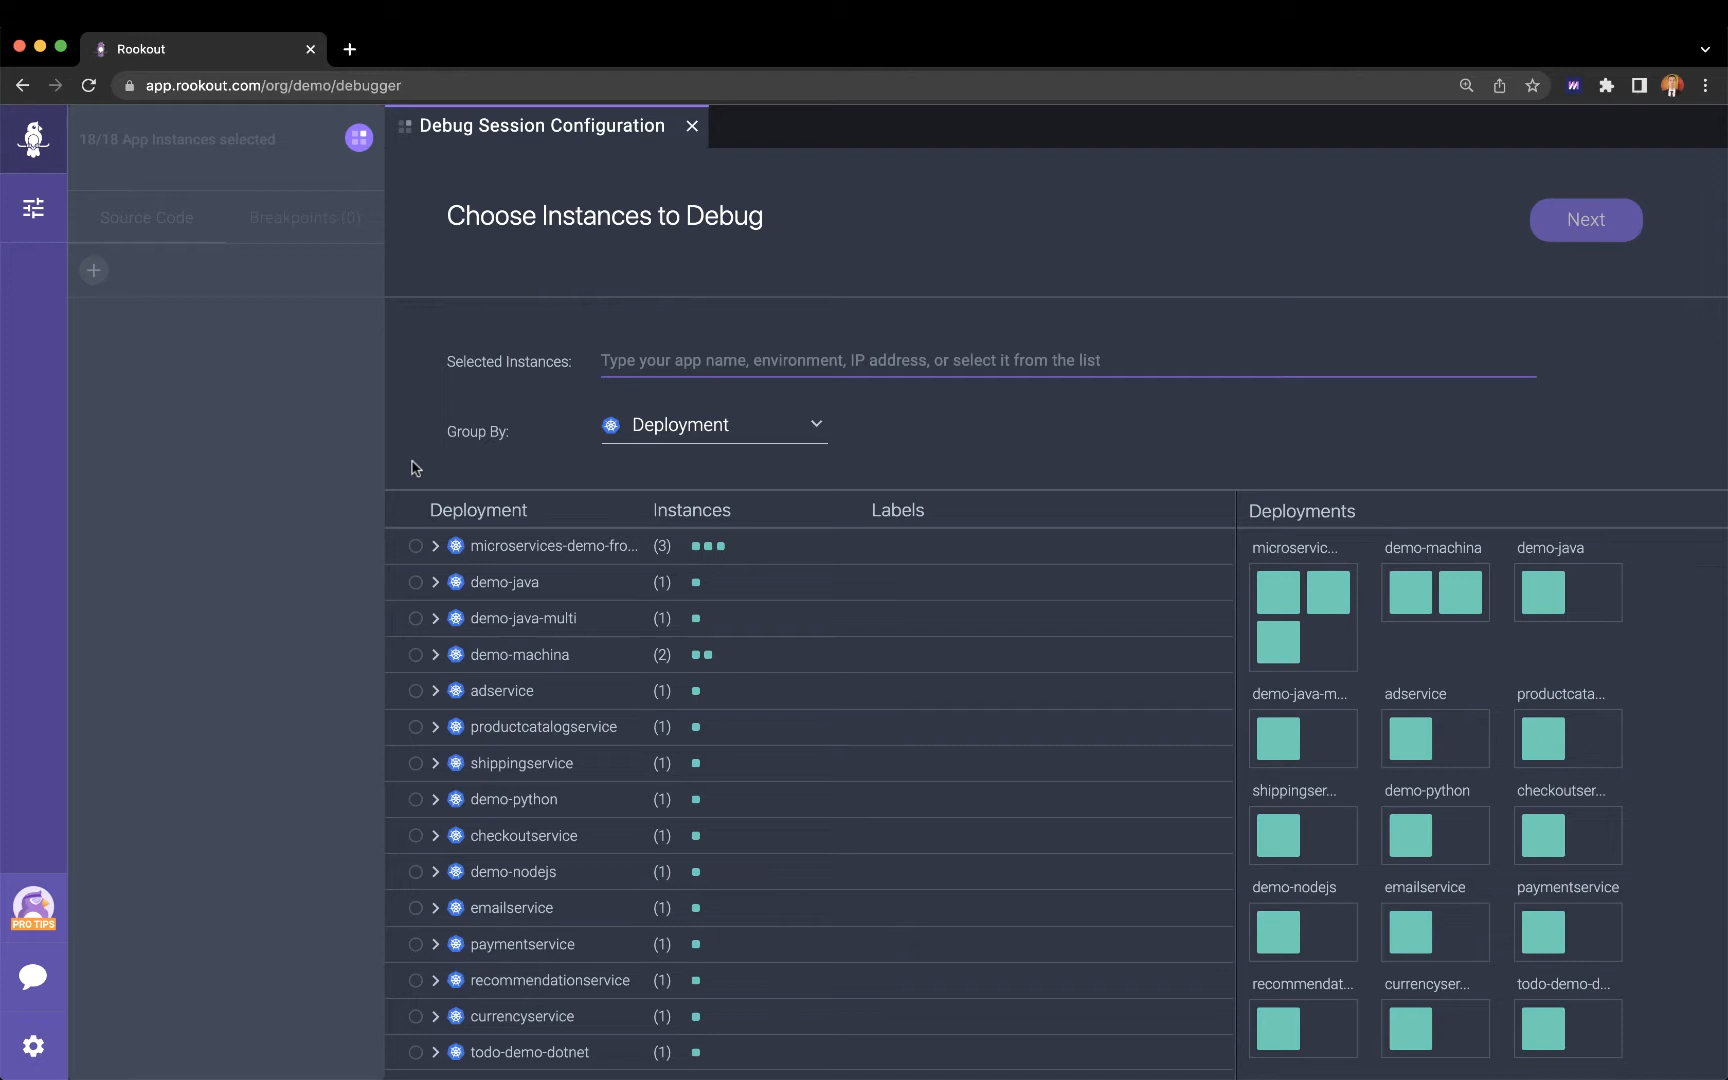 Rookout
app.rookout.com/org/demo/debugger
18/18 App Instances selected
Debug Session Configuration
Source Code
Breakpoints (0)
Choose Instances to Debug
Next
Selected Instances:
Type your app name, environment, IP address, or select it from the list
Group By:
Deployment
Deployment Instances Labels
microservices-demo-fro... (3)
demo-java (1)
demo-java-multi (1)
demo-machina (2)
adservice (1)
productcatalogservice (1)
shippingservice (1)
demo-python (1)
checkoutservice (1)
demo-nodejs (1)
emailservice (1)
paymentservice (1)
recommendationservice (1)
currencyservice (1)
todo-demo-dotnet (1)
Deployments
microservic... demo-machina demo-java
demo-java-m... adservice productcata...
shippingser... demo-python checkoutser...
demo-nodejs emailservice paymentservice
recommendat... currencyser... todo-demo-d...
PRO TIPS